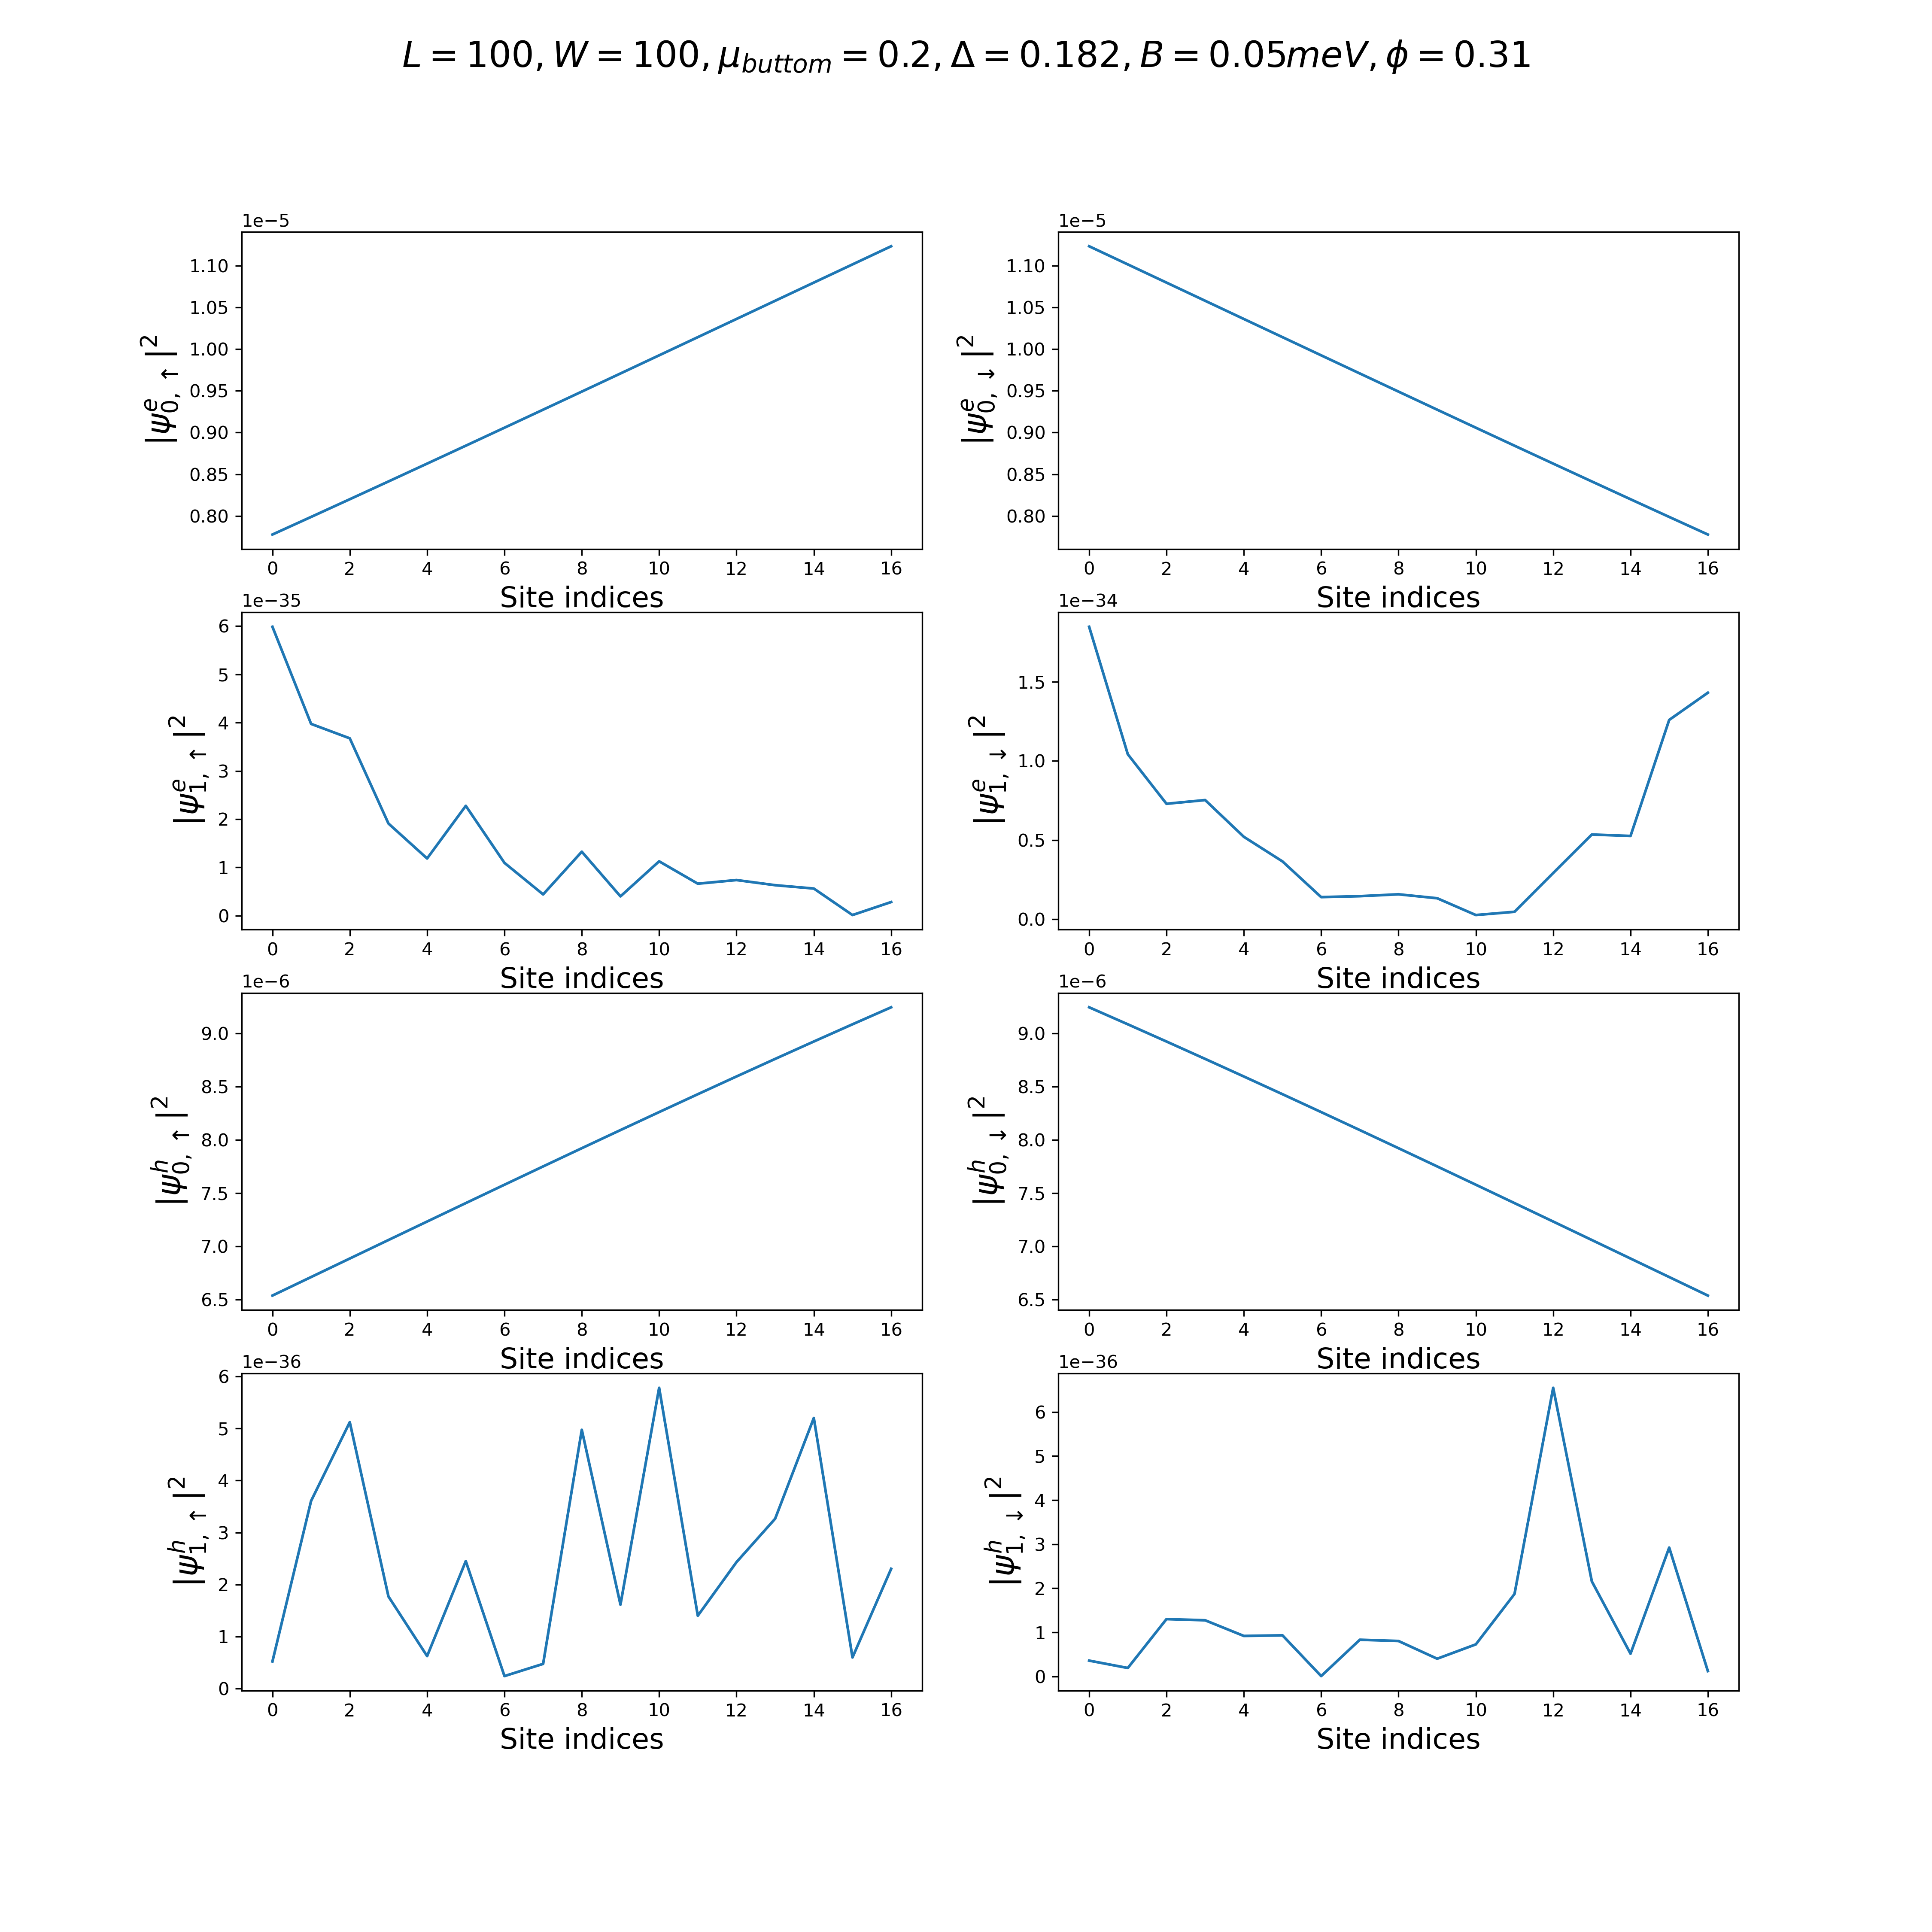 L = 100, W = 100, μ_buttom = 0.2, Δ = 0.182, B = 0.05meV, ϕ = 0.31
1e−5
|ψ^e_{0, ↑}|^2
1.10
1.05
1.00
0.95
0.90
0.85
0.80
0 2 4 6 8 10 12 14 16
Site indices
1e−5
|ψ^e_{0, ↓}|^2
1.10
1.05
1.00
0.95
0.90
0.85
0.80
0 2 4 6 8 10 12 14 16
Site indices
1e−35
|ψ^e_{1, ↑}|^2
6
5
4
3
2
1
0
0 2 4 6 8 10 12 14 16
Site indices
1e−34
|ψ^e_{1, ↓}|^2
1.5
1.0
0.5
0.0
0 2 4 6 8 10 12 14 16
Site indices
1e−6
|ψ^h_{0, ↑}|^2
9.0
8.5
8.0
7.5
7.0
6.5
0 2 4 6 8 10 12 14 16
Site indices
1e−6
|ψ^h_{0, ↓}|^2
9.0
8.5
8.0
7.5
7.0
6.5
0 2 4 6 8 10 12 14 16
Site indices
1e−36
|ψ^h_{1, ↑}|^2
6
5
4
3
2
1
0
0 2 4 6 8 10 12 14 16
Site indices
1e−36
|ψ^h_{1, ↓}|^2
6
5
4
3
2
1
0
0 2 4 6 8 10 12 14 16
Site indices